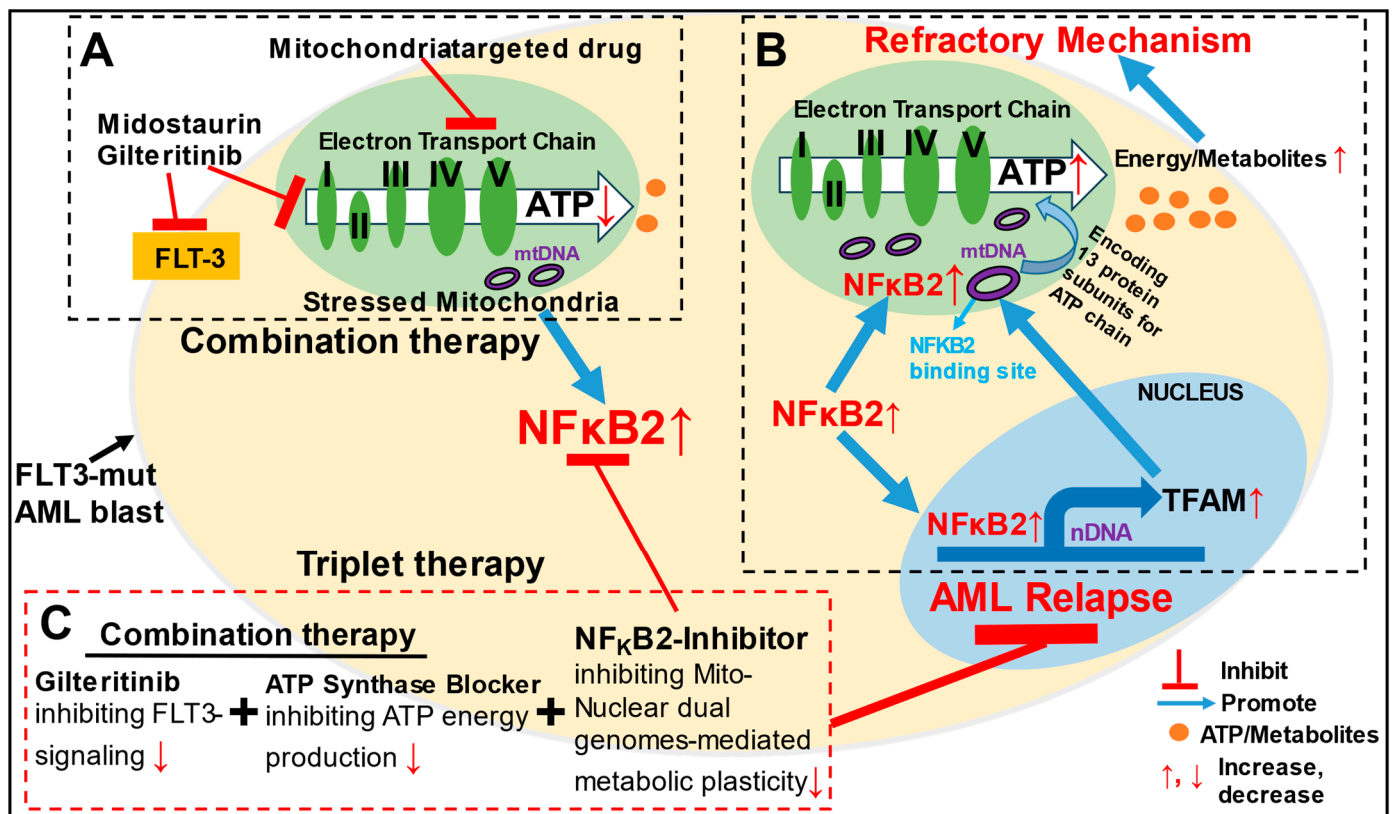 A
Mitochondriatargeted drug
Midostaurin
Gilteritinib
Electron Transport Chain
I
II
III
IV
V
ATP↓
FLT-3
mtDNA
Stressed Mitochondria
Combination therapy
NFκB2↑
FLT3-mut
AML blast
B
Refractory Mechanism
Electron Transport Chain
I
II
III
IV
V
ATP↑
Energy/Metabolites ↑
mtDNA
NFκB2↑
Encoding
13 protein
subunits for
ATP chain
NFKB2
binding site
NFκB2↑
NUCLEUS
NFκB2↑
nDNA
TFAM↑
AML Relapse
Triplet therapy
C
Combination therapy
Gilteritinib
inhibiting FLT3-
signaling ↓
+
ATP Synthase Blocker
inhibiting ATP energy
production ↓
+
NFKB2-Inhibitor
inhibiting Mito-
Nuclear dual
genomes-mediated
metabolic plasticity↓
Inhibit
Promote
ATP/Metabolites
↑, ↓ Increase,
decrease